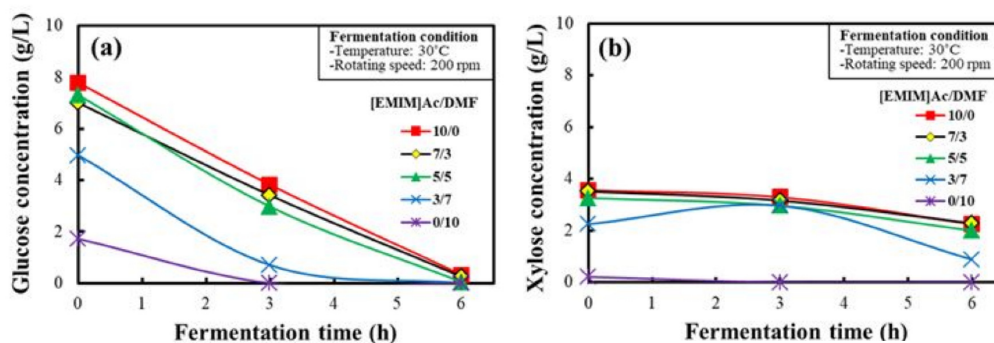 Glucose concentration (g/L)
10
8
6
4
2
0
(a)
Fermentation condition
-Temperature: 30°C
-Rotating speed: 200 rpm
[EMIM]Ac/DMF
10/0
7/3
5/5
3/7
0/10
0 1 2 3 4 5 6
Fermentation time (h)
Xylose concentration (g/L)
10
8
6
4
2
0
(b)
Fermentation condition
-Temperature: 30°C
-Rotating speed: 200 rpm
[EMIM]Ac/DMF
10/0
7/3
5/5
3/7
0/10
0 1 2 3 4 5 6
Fermentation time (h)